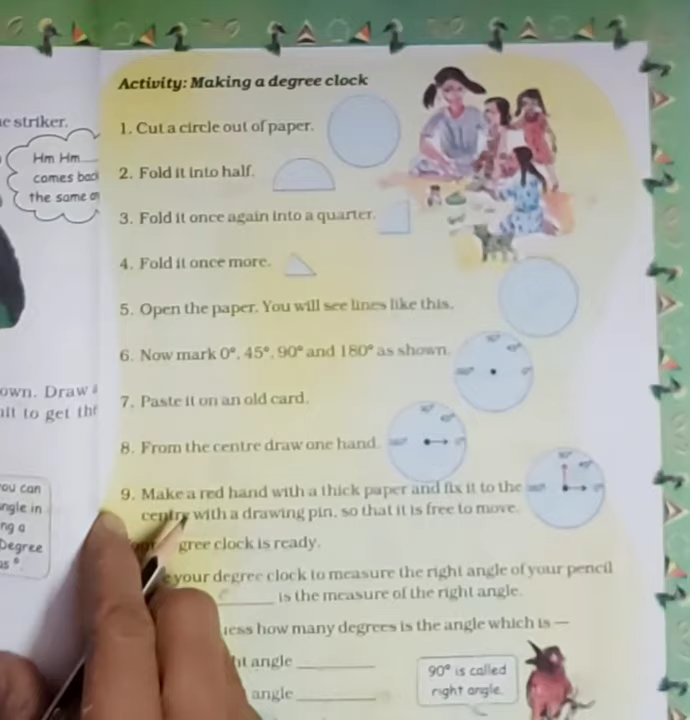 e striker.
Hm Hm
comes back
the same
own. Draw
it to get the
ou can
ngle in
ng a
Degree
as °.
Activity: Making a degree clock
1. Cut a circle out of paper.
2. Fold it into half.
3. Fold it once again into a quarter.
4. Fold it once more.
5. Open the paper. You will see lines like this.
6. Now mark 0°, 45°, 90° and 180° as shown.
7. Paste it on an old card.
8. From the centre draw one hand.
9. Make a red hand with a thick paper and fix it to the
centre with a drawing pin, so that it is free to move.
gree clock is ready.
your degree clock to measure the right angle of your pencil
is the measure of the right angle.
ess how many degrees is the angle which is —
ht angle
angle
90° is called
right angle.